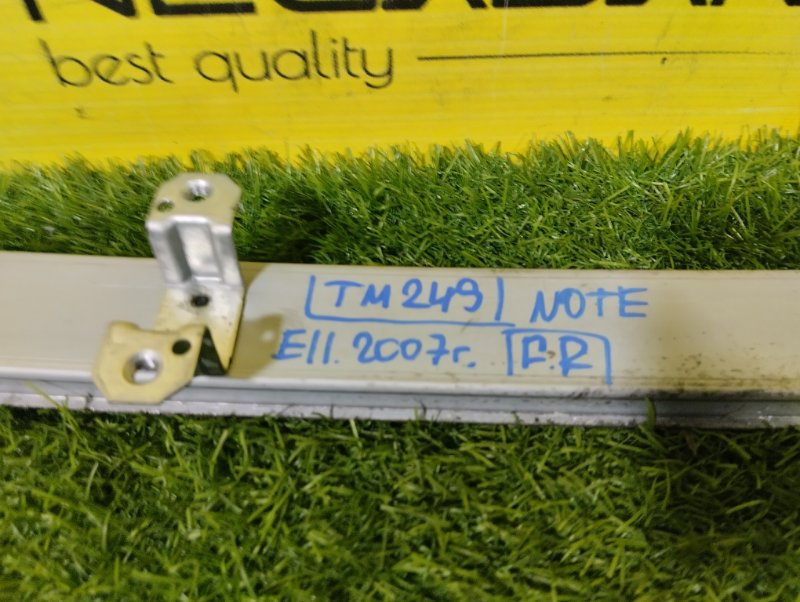 best quality
TM249 NOTE
E11. 2007г. F.R